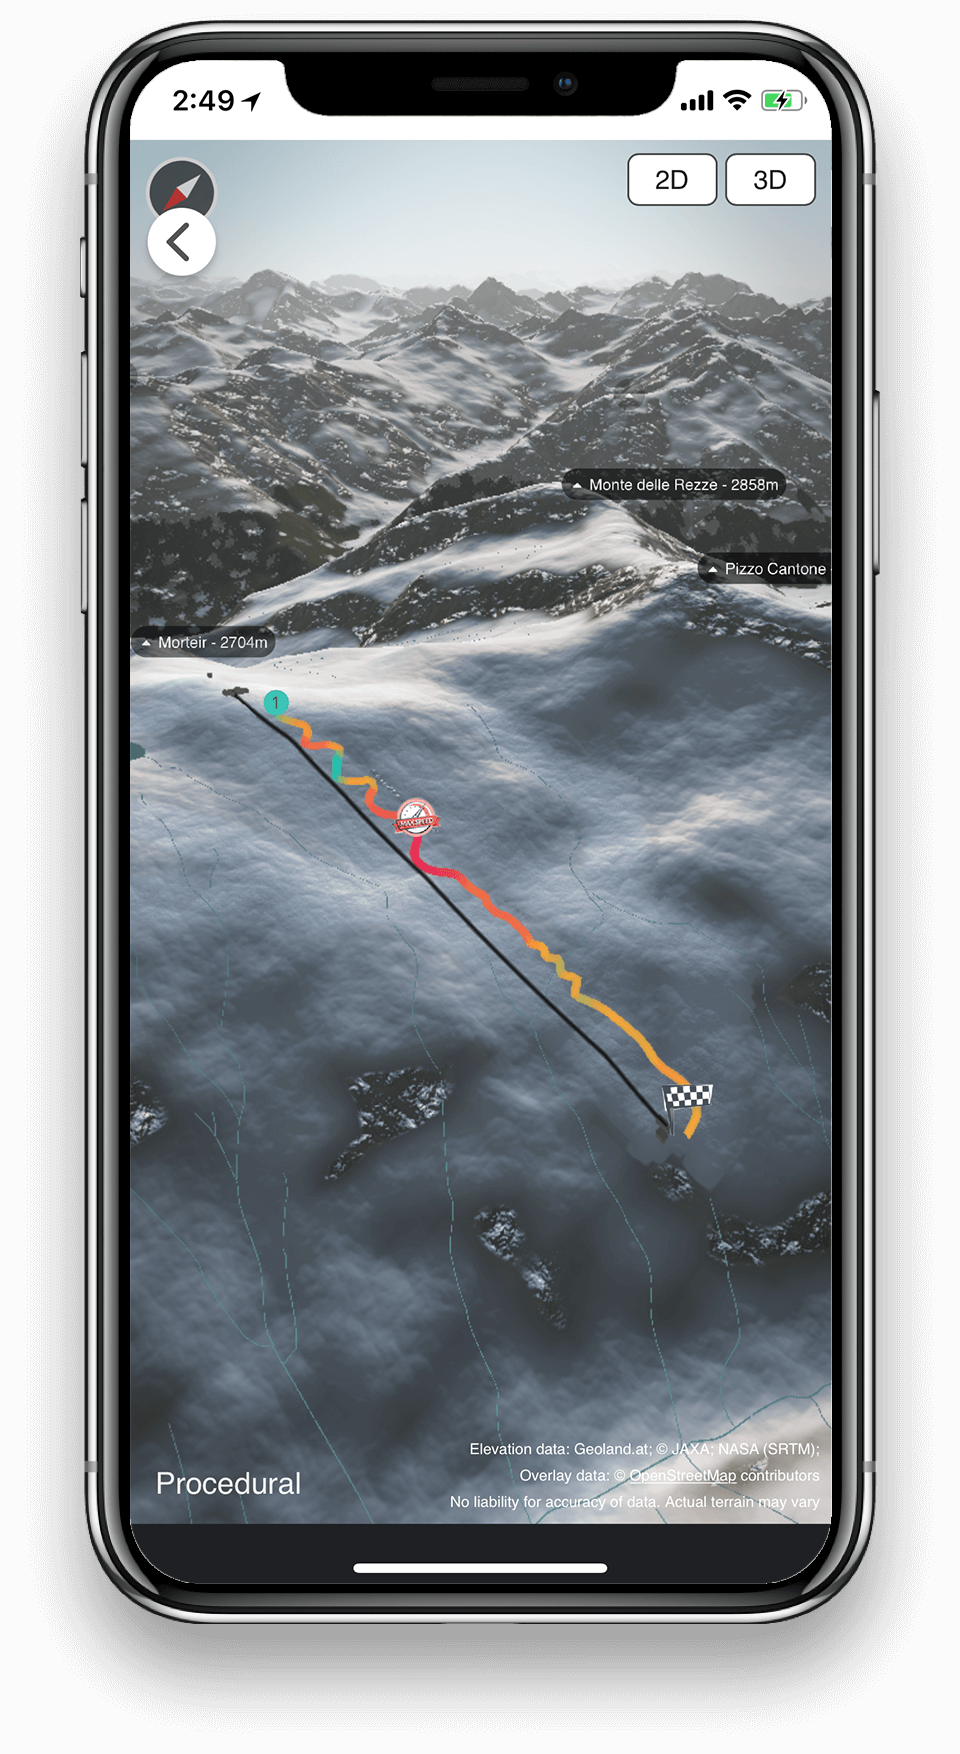 2:49
2D
3D
Monte delle Rezze - 2858m
Pizzo Cantone
Morteir - 2704m
1
MAX SPEED
Elevation data: Geoland.at; © JAXA; NASA (SRTM);
Overlay data: © OpenStreetMap contributors
No liability for accuracy of data. Actual terrain may vary
Procedural